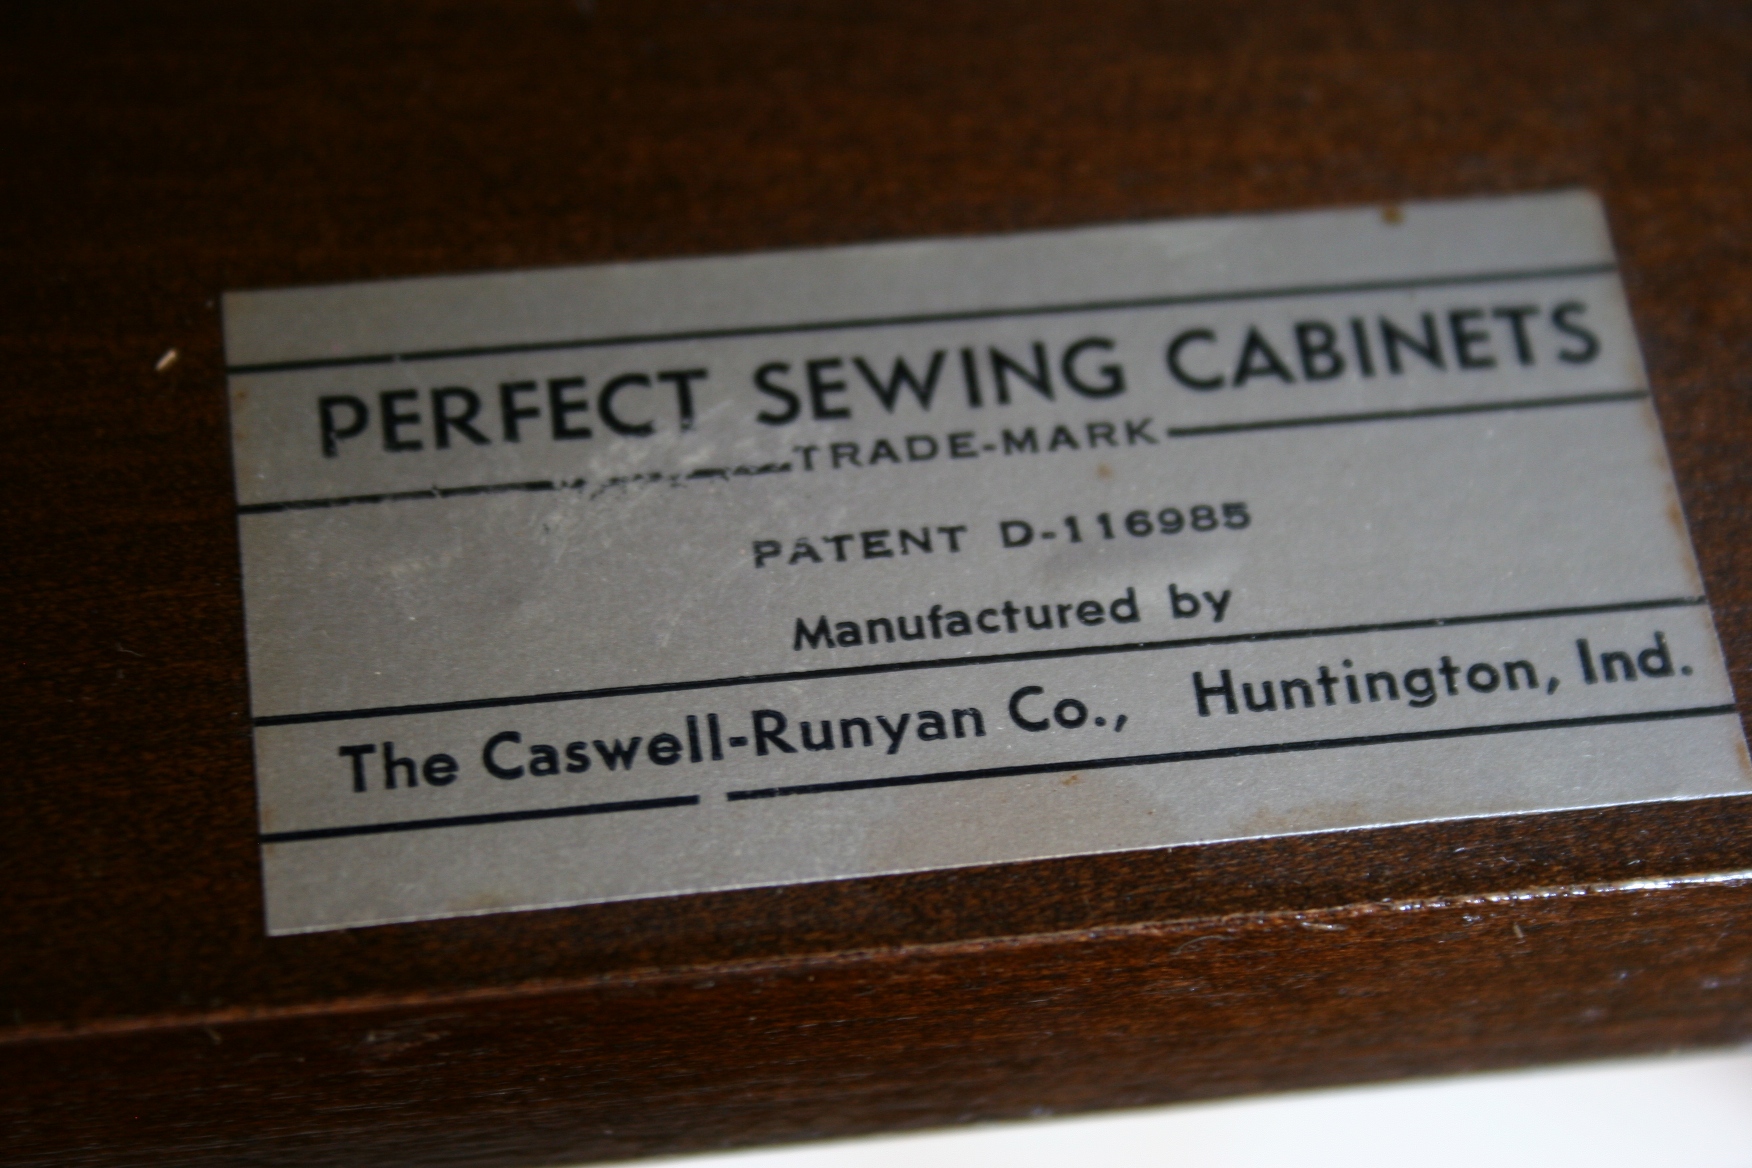 PERFECT SEWING CABINETS
TRADE-MARK
PATENT D-116985
Manufactured by
The Caswell-Runyan Co., Huntington, Ind.